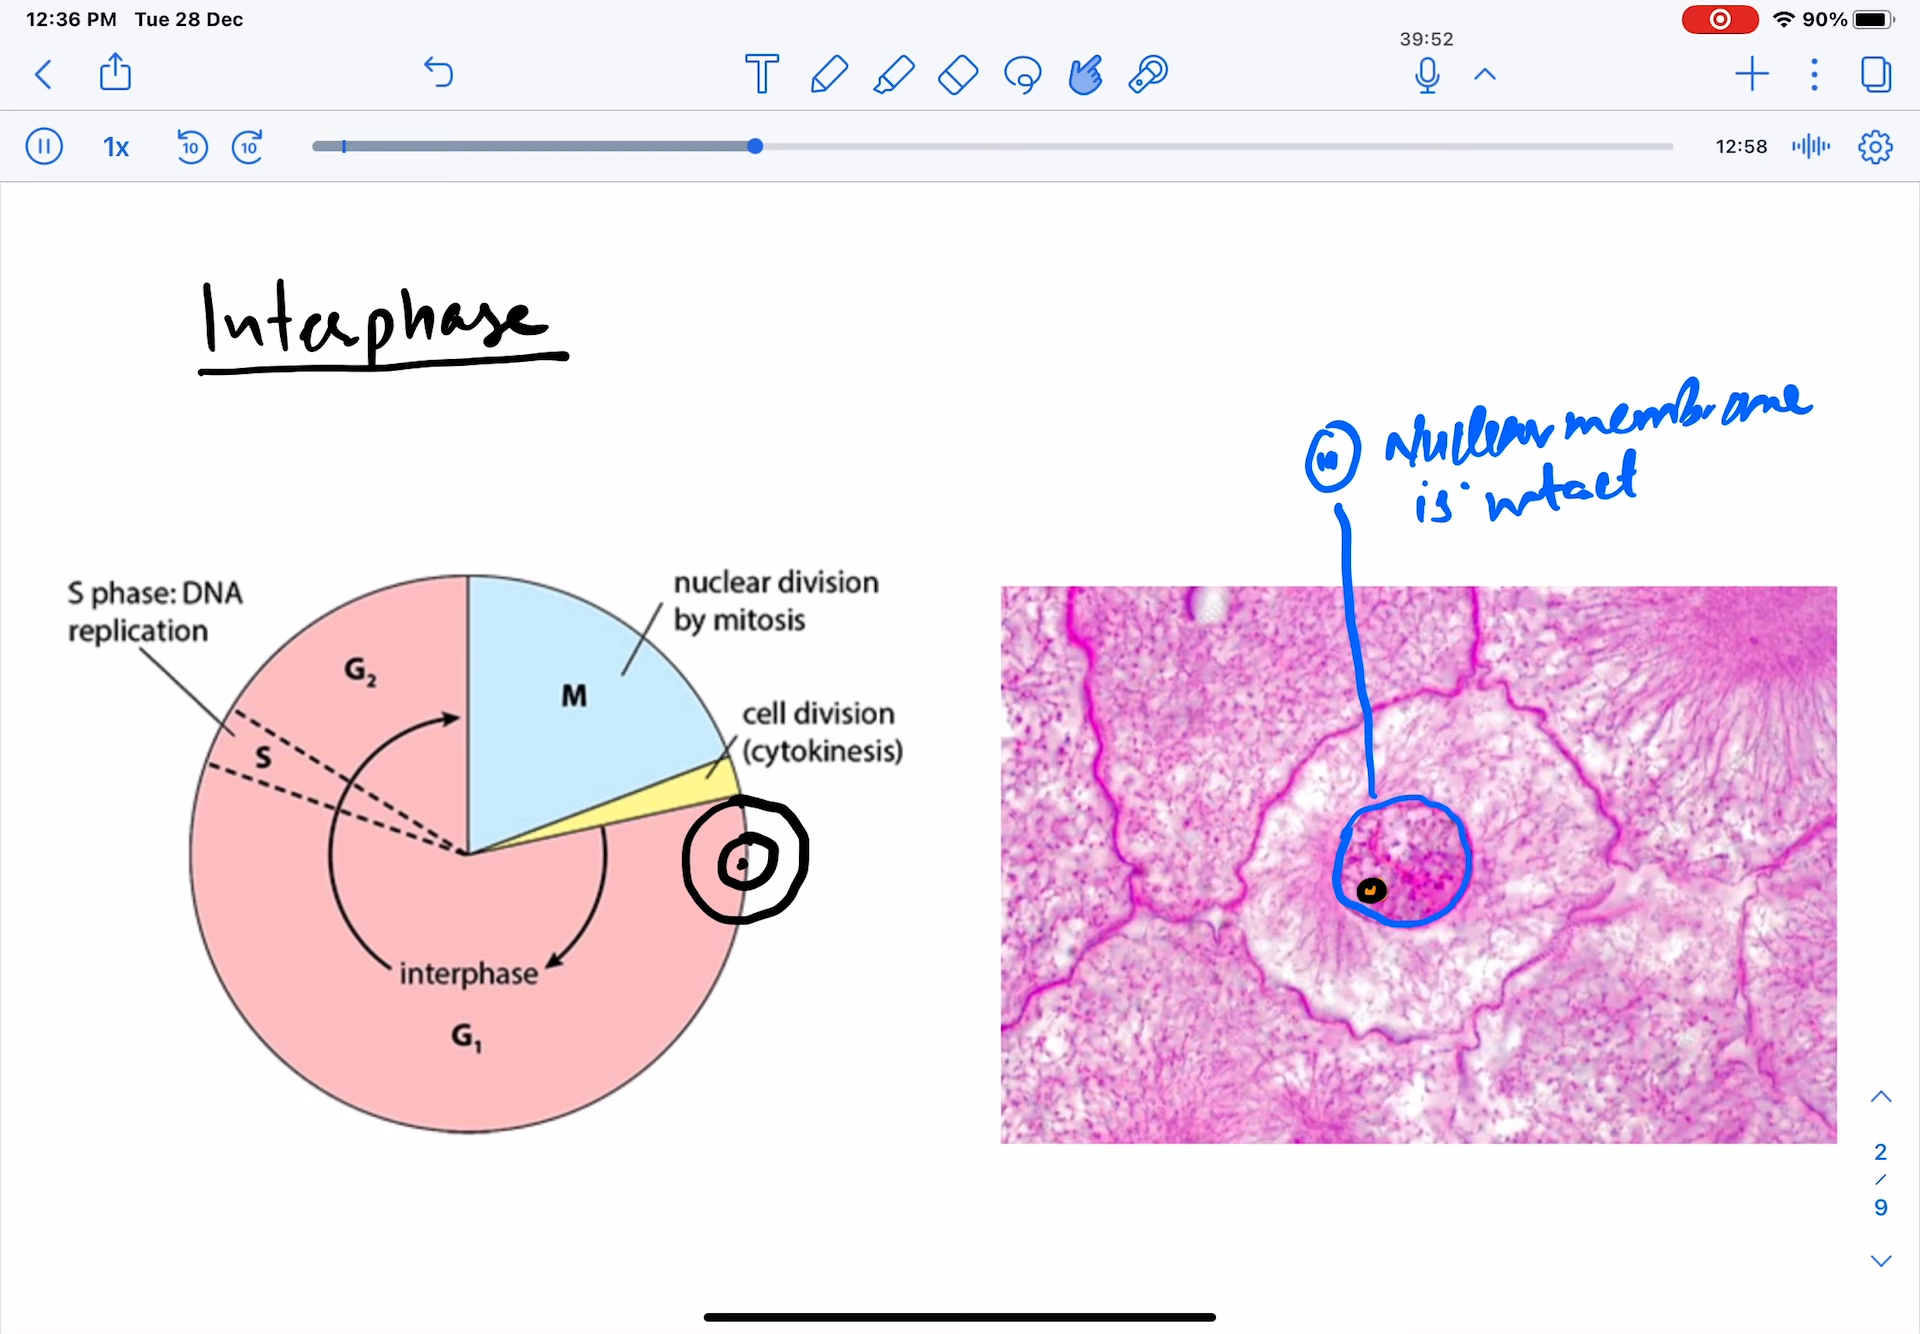 12:36 PM Tue 28 Dec
90%
39:52
T
1x
10
10
12:58
Interphase
Nuclear membrane
is intact
S phase: DNA
replication
nuclear division
by mitosis
G₂
M
cell division
(cytokinesis)
S
interphase
G₁
2
/
9